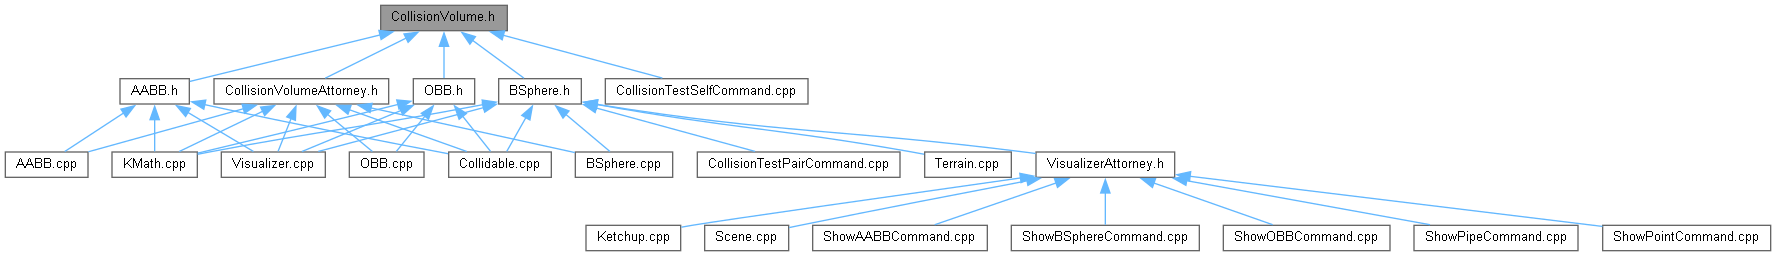 CollisionVolume.h
AABB.h
CollisionVolumeAttorney.h
OBB.h
BSphere.h
CollisionTestSelfCommand.cpp
AABB.cpp
KMath.cpp
Visualizer.cpp
OBB.cpp
Collidable.cpp
BSphere.cpp
CollisionTestPairCommand.cpp
Terrain.cpp
VisualizerAttorney.h
Ketchup.cpp
Scene.cpp
ShowAABBCommand.cpp
ShowBSphereCommand.cpp
ShowOBBCommand.cpp
ShowPipeCommand.cpp
ShowPointCommand.cpp